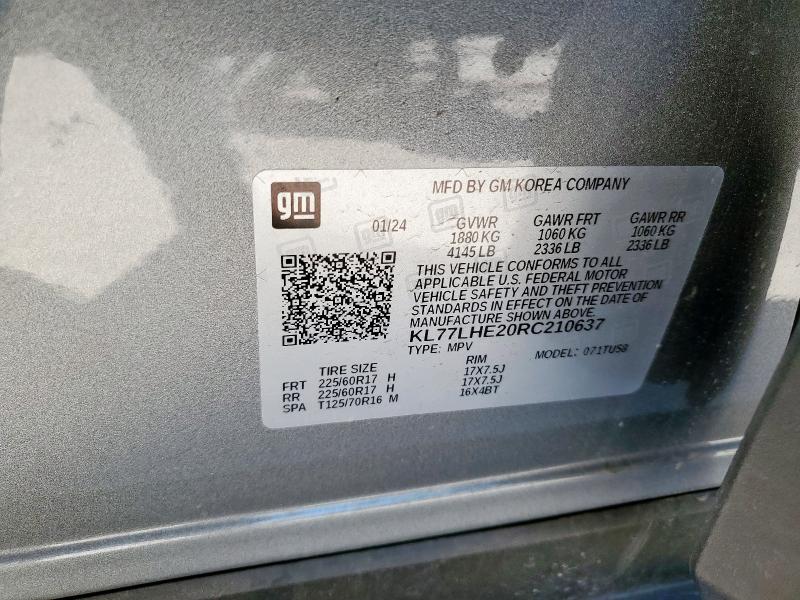 gm
MFD BY GM KOREA COMPANY
01/24 GVWR GAWR FRT GAWR RR
1880 KG 1060 KG 1060 KG
4145 LB 2336 LB 2336 LB
THIS VEHICLE CONFORMS TO ALL
APPLICABLE U.S. FEDERAL MOTOR
VEHICLE SAFETY AND THEFT PREVENTION
STANDARDS IN EFFECT ON THE DATE OF
MANUFACTURE SHOWN ABOVE.
KL77LHE20RC210637
TYPE: MPV MODEL: 071TUS8
TIRE SIZE RIM
FRT 225/60R17 H 17X7.5J
RR 225/60R17 H 17X7.5J
SPA T125/70R16 M 16X4BT